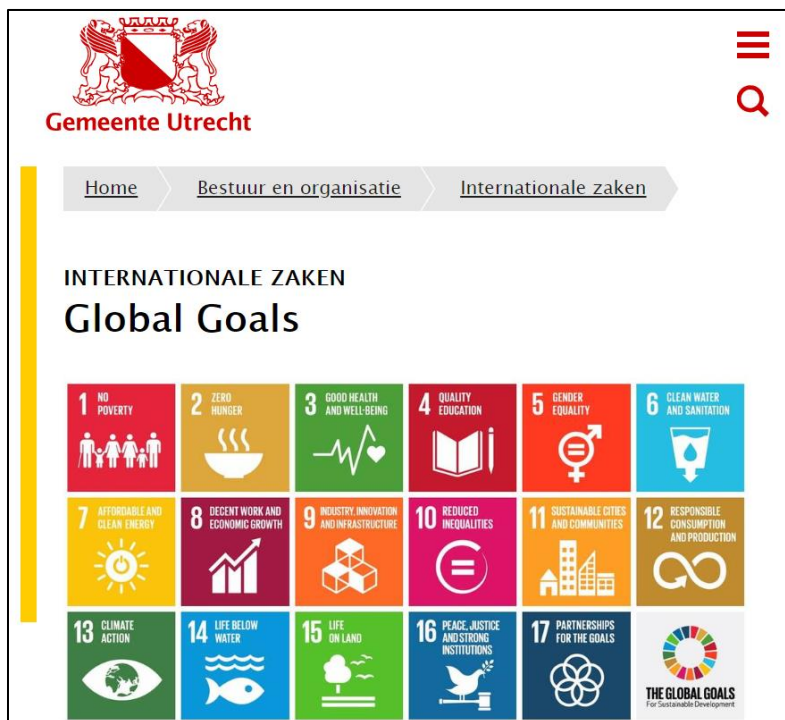 Gemeente Utrecht
Home
Bestuur en organisatie
Internationale zaken
INTERNATIONALE ZAKEN
Global Goals
1 NO
POVERTY
2 ZERO
HUNGER
3 GOOD HEALTH
AND WELL-BEING
4 QUALITY
EDUCATION
5 GENDER
EQUALITY
6 CLEAN WATER
AND SANITATION
7 AFFORDABLE AND
CLEAN ENERGY
8 DECENT WORK AND
ECONOMIC GROWTH
9 INDUSTRY, INNOVATION
AND INFRASTRUCTURE
10 REDUCED
INEQUALITIES
11 SUSTAINABLE CITIES
AND COMMUNITIES
12 RESPONSIBLE
CONSUMPTION
AND PRODUCTION
13 CLIMATE
ACTION
14 LIFE BELOW
WATER
15 LIFE
ON LAND
16 PEACE, JUSTICE
AND STRONG
INSTITUTIONS
17 PARTNERSHIPS
FOR THE GOALS
THE GLOBAL GOALS
For Sustainable Development